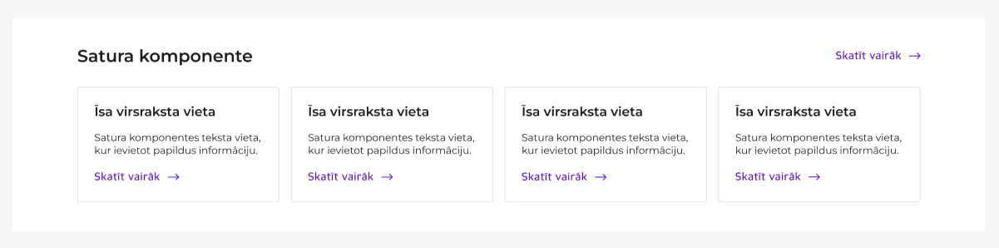 Satura komponente
Skatīt vairāk →
Īsa virsraksta vieta
Satura komponentes teksta vieta,
kur ievietot papildus informāciju.
Skatīt vairāk →
Īsa virsraksta vieta
Satura komponentes teksta vieta,
kur ievietot papildus informāciju.
Skatīt vairāk →
Īsa virsraksta vieta
Satura komponentes teksta vieta,
kur ievietot papildus informāciju.
Skatīt vairāk →
Īsa virsraksta vieta
Satura komponentes teksta vieta,
kur ievietot papildus informāciju.
Skatīt vairāk →